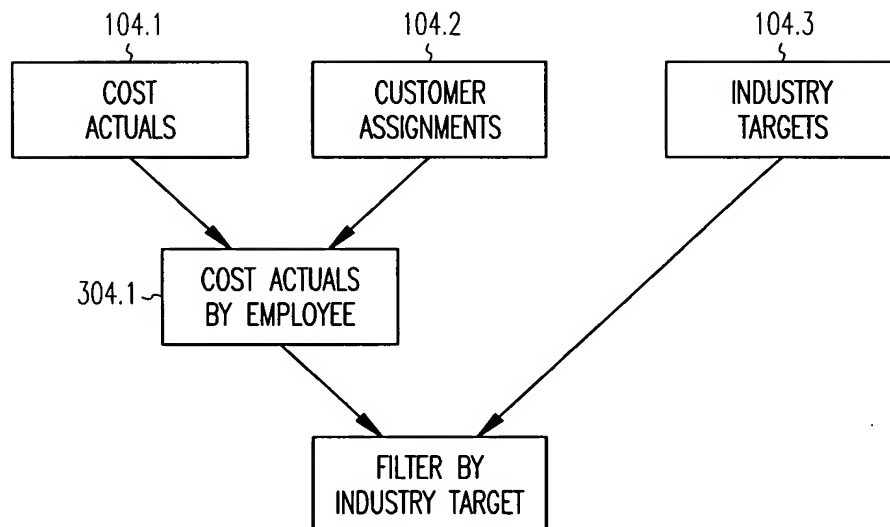 104.1
104.2
104.3
COST
ACTUALS
CUSTOMER
ASSIGNMENTS
INDUSTRY
TARGETS
304.1
COST ACTUALS
BY EMPLOYEE
FILTER BY
INDUSTRY TARGET